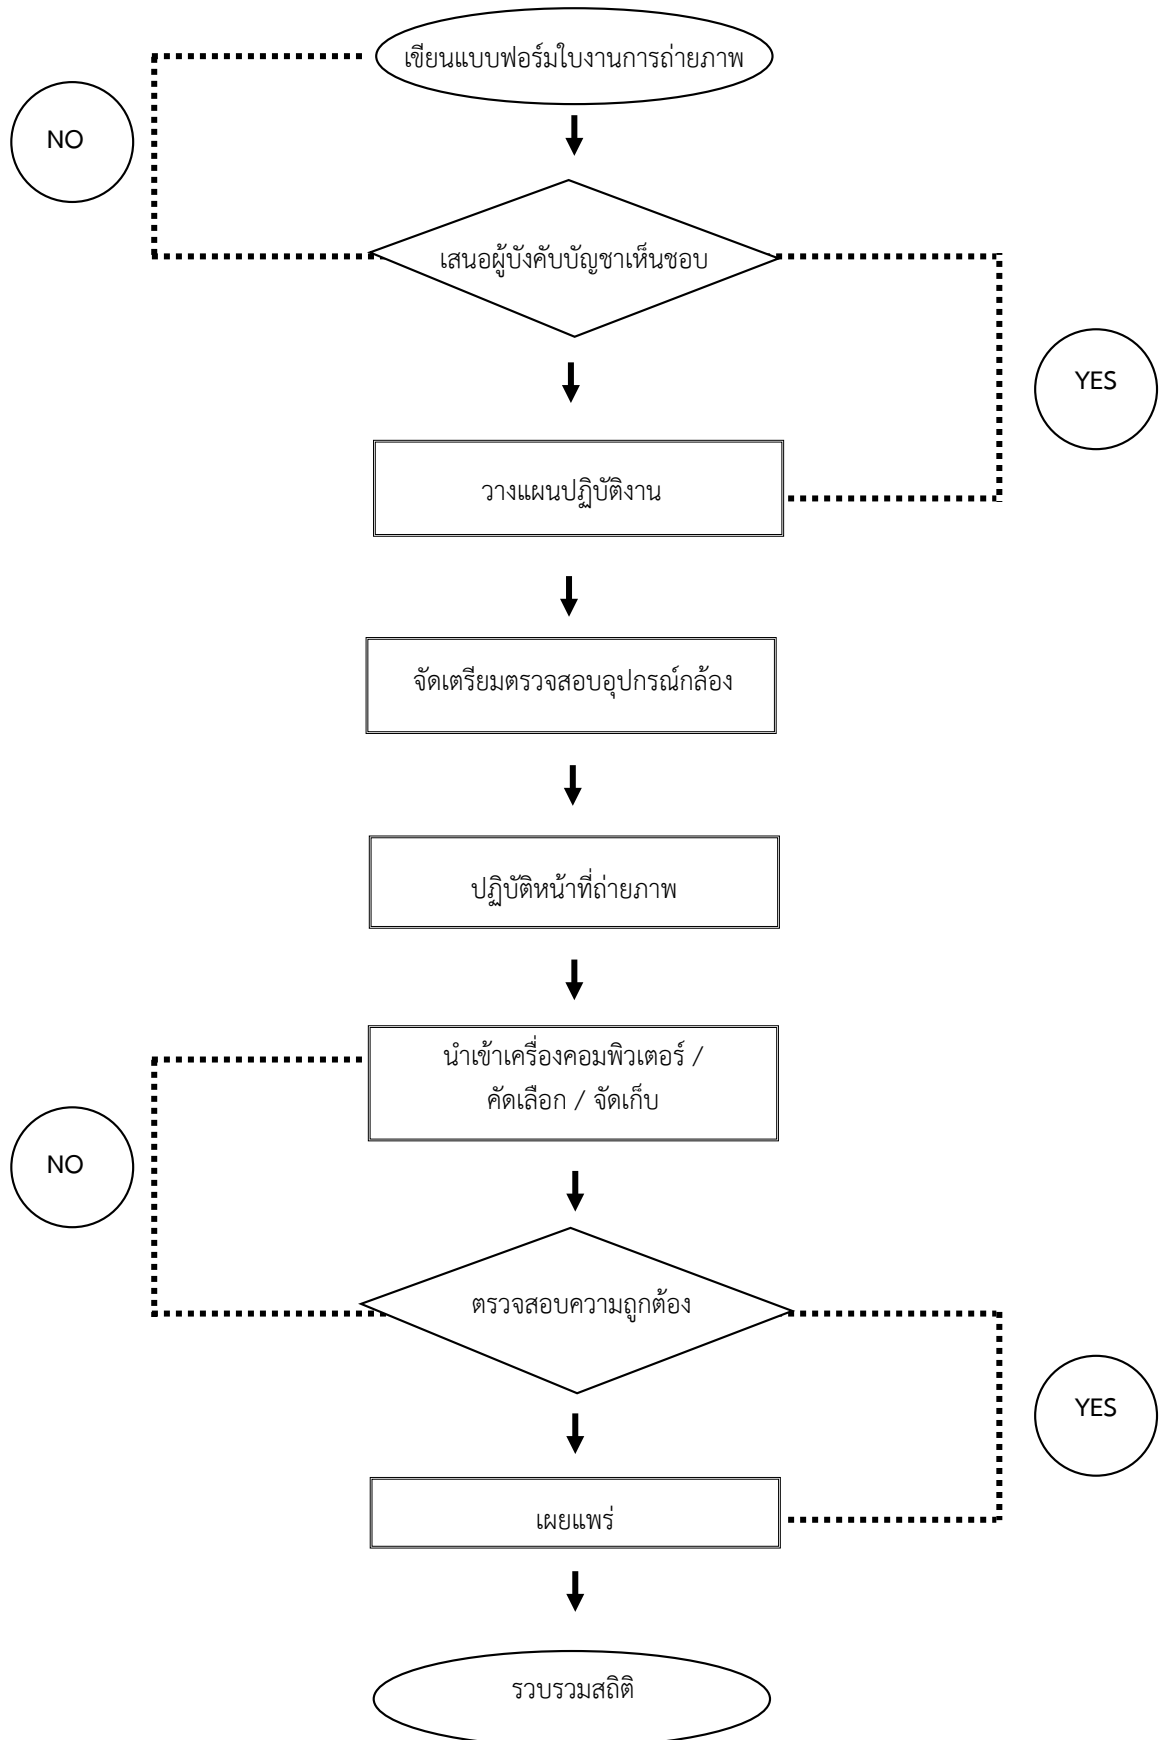 เขียนแบบฟอร์มใบงานการถ่ายภาพ
NO
เสนอผู้บังคับบัญชาเห็นชอบ
YES
วางแผนปฏิบัติงาน
จัดเตรียมตรวจสอบอุปกรณ์กล้อง
ปฏิบัติหน้าที่ถ่ายภาพ
นำเข้าเครื่องคอมพิวเตอร์ /
คัดเลือก / จัดเก็บ
NO
ตรวจสอบความถูกต้อง
YES
เผยแพร่
รวบรวมสถิติ